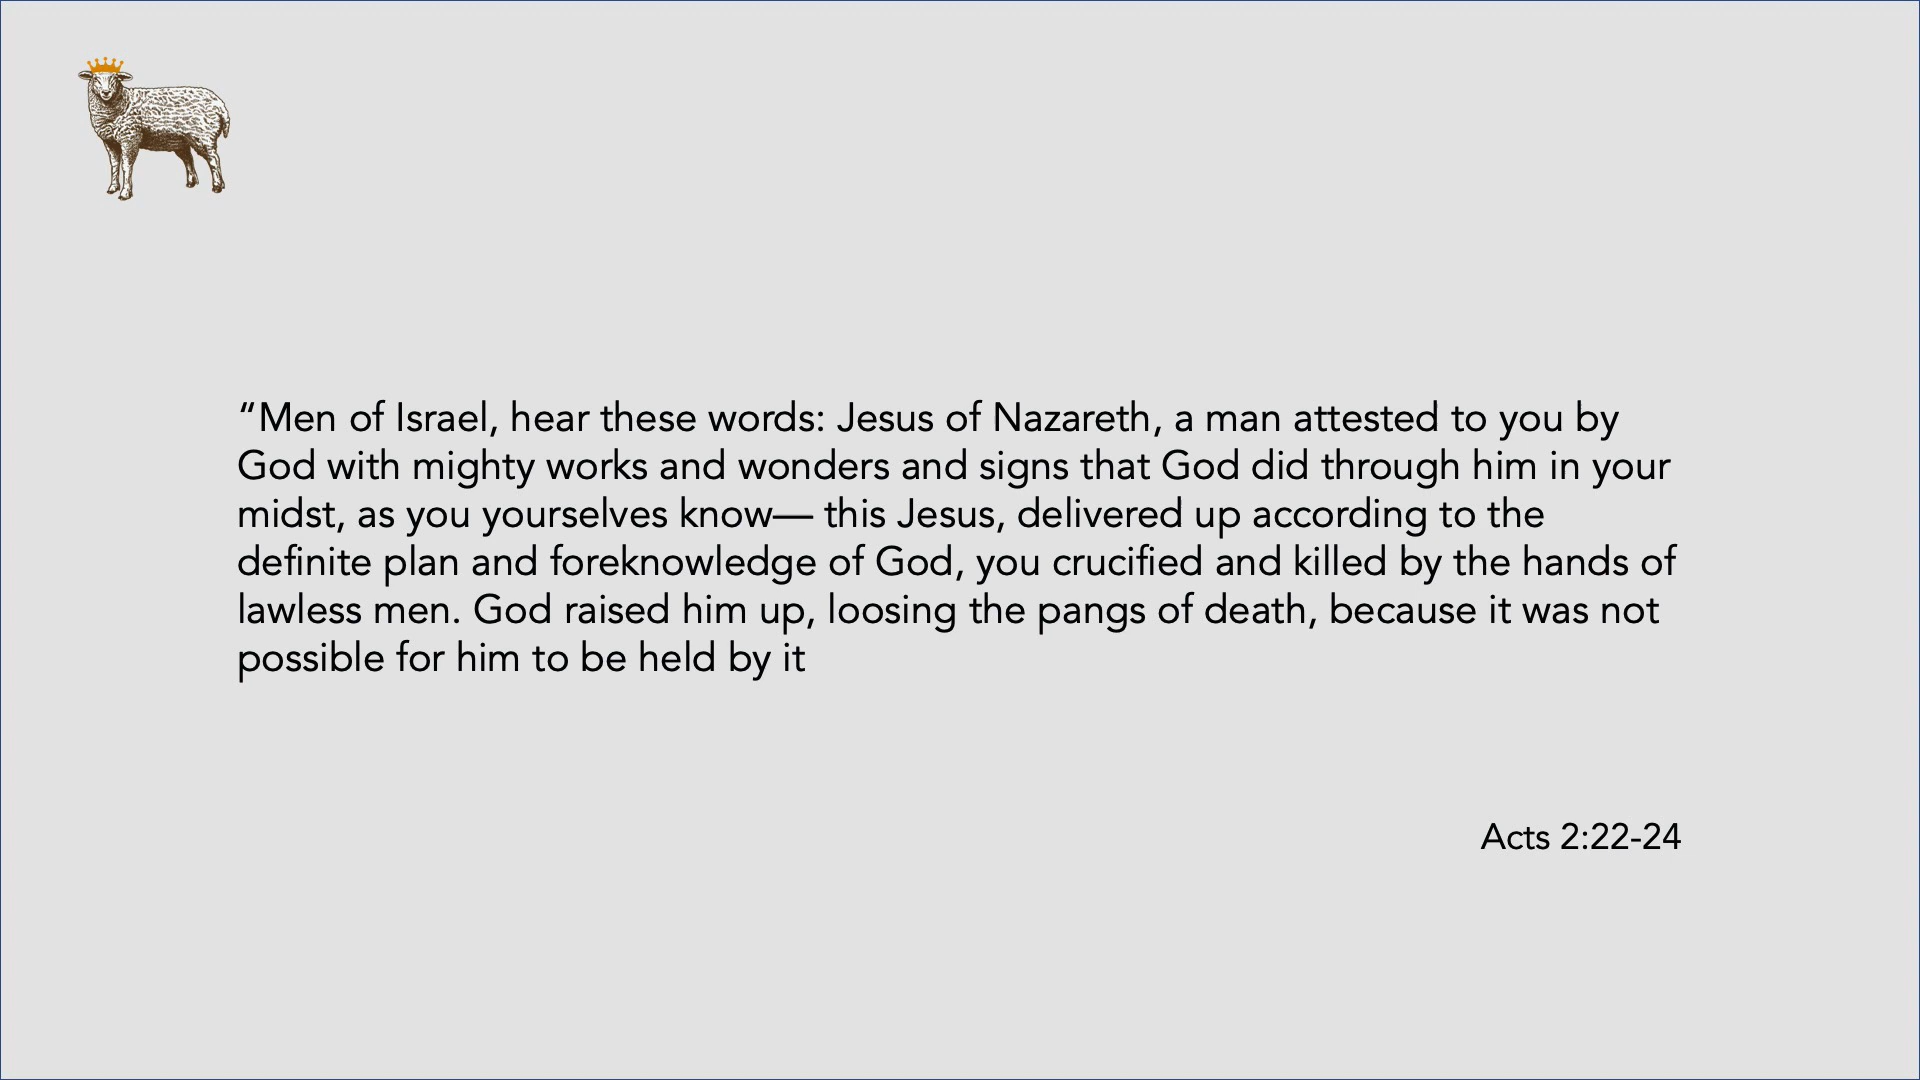 “Men of Israel, hear these words: Jesus of Nazareth, a man attested to you by
God with mighty works and wonders and signs that God did through him in your
midst, as you yourselves know— this Jesus, delivered up according to the
definite plan and foreknowledge of God, you crucified and killed by the hands of
lawless men. God raised him up, loosing the pangs of death, because it was not
possible for him to be held by it
Acts 2:22-24